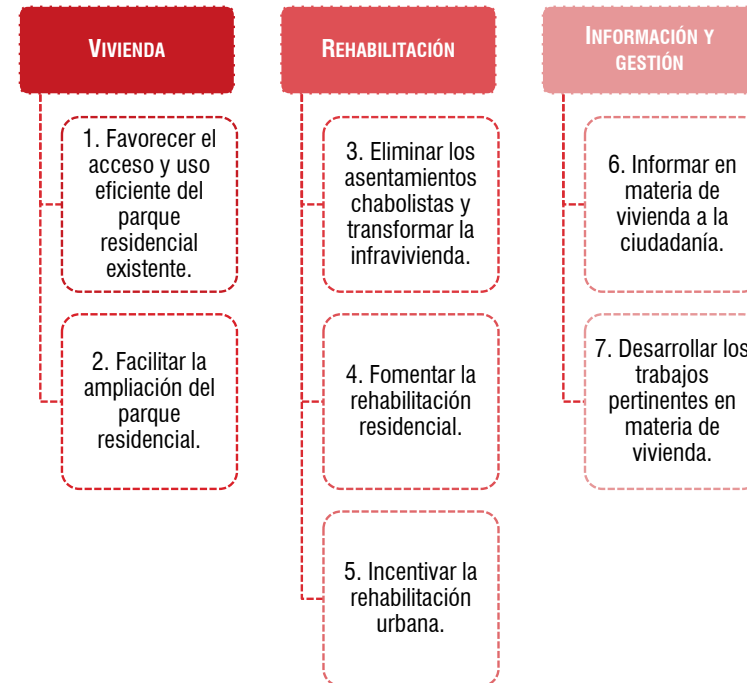 VIVIENDA
1. Favorecer el
acceso y uso
eficiente del
parque
residencial
existente.
2. Facilitar la
ampliación del
parque
residencial.
REHABILITACIÓN
3. Eliminar los
asentamientos
chabolistas y
transformar la
infravivienda.
4. Fomentar la
rehabilitación
residencial.
5. Incentivar la
rehabilitación
urbana.
INFORMACIÓN Y
GESTIÓN
6. Informar en
materia de
vivienda a la
ciudadanía.
7. Desarrollar los
trabajos
pertinentes en
materia de
vivienda.